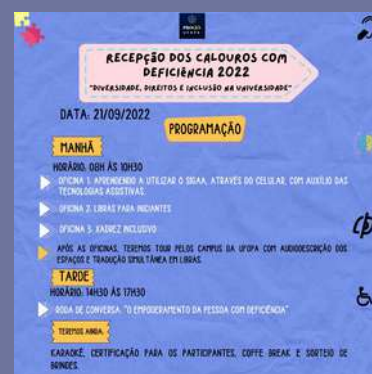 RECEPÇÃO DOS CALOUROS COM
DEFICIÊNCIA 2022
"DIVERSIDADE, DIREITOS E INCLUSÃO NA UNIVERSIDADE"
DATA: 21/09/2022
PROGRAMAÇÃO
MANHÃ
HORÁRIO: 08H ÀS 10H30
OFICINA 1: APRENDENDO A UTILIZAR O SIGAA, ATRAVÉS DO CELULAR, COM AUXÍLIO DAS
TECNOLOGIAS ASSISTIVAS.
OFICINA 2: LIBRAS PARA INICIANTES
OFICINA 3: XADREZ INCLUSIVO
APÓS AS OFICINAS, TEREMOS TOUR PELOS CAMPUS DA UFOPA COM AUDIODESCRIÇÃO DOS
ESPAÇOS E TRADUÇÃO SIMULTÂNEA EM LIBRAS.
TARDE
HORÁRIO: 14H30 ÀS 17H30
RODA DE CONVERSA: "O EMPODERAMENTO DA PESSOA COM DEFICIÊNCIA"
TEREMOS AINDA:
KARAOKÊ, CERTIFICAÇÃO PARA OS PARTICIPANTES, COFFE BREAK E SORTEIO DE
BRINDES.